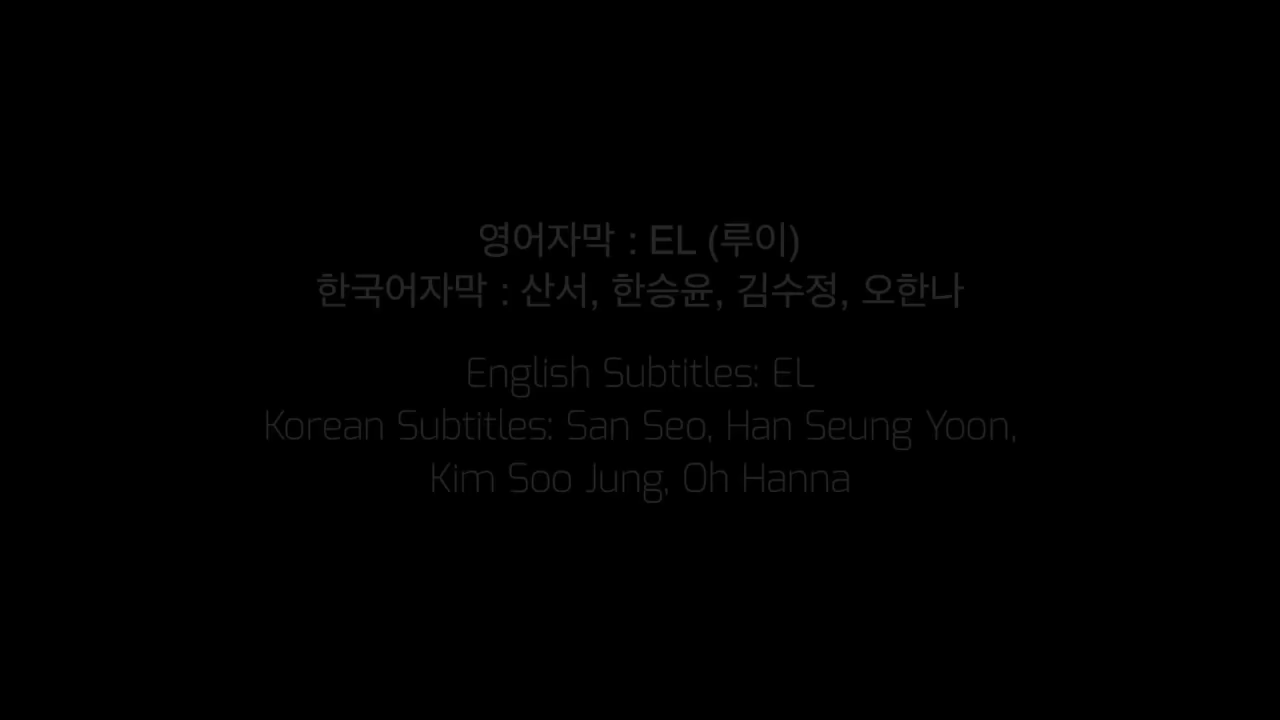 영어자막 : EL (루이)
한국어자막 : 산서, 한승윤, 김수정, 오한나
English Subtitles: EL
Korean Subtitles: San Seo, Han Seung Yoon,
Kim Soo Jung, Oh Hanna